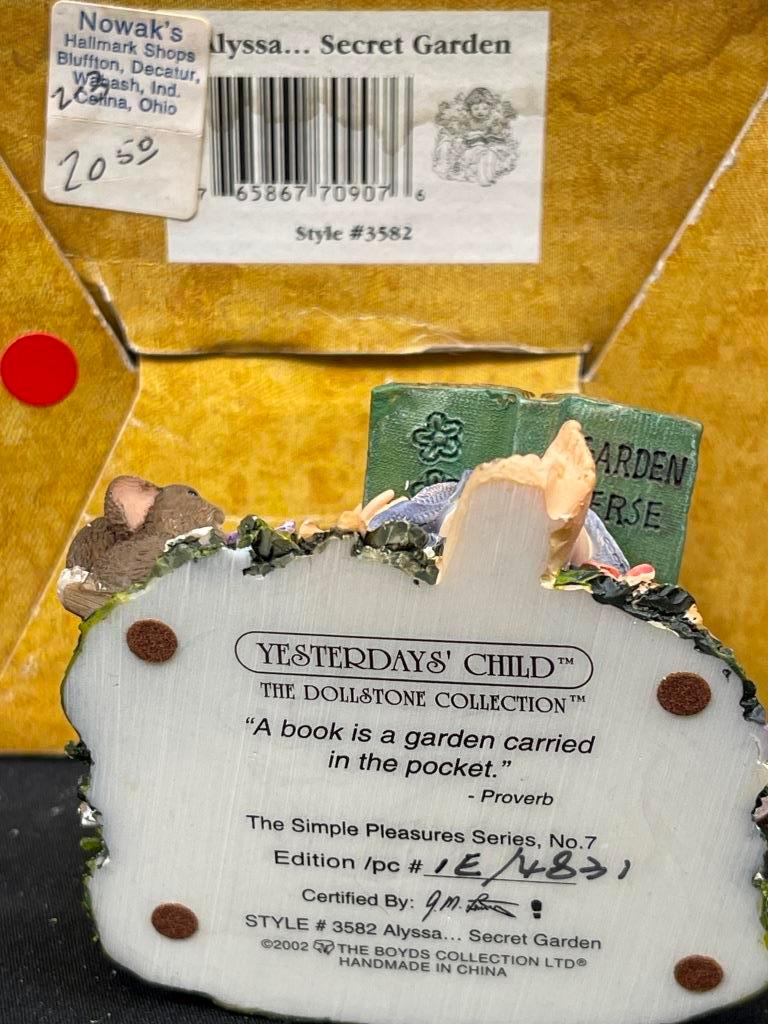 Nowak's
Hallmark Shops
Bluffton, Decatur,
Wabash, Ind.
Celina, Ohio
20 50
Alyssa... Secret Garden
7 65867 70907 6
Style #3582
GARDEN
ERSE
YESTERDAYS' CHILD™
THE DOLLSTONE COLLECTION™
“A book is a garden carried
in the pocket.”
- Proverb
The Simple Pleasures Series, No.7
Edition /pc # 1E/4831
Certified By:
STYLE # 3582 Alyssa... Secret Garden
©2002 THE BOYDS COLLECTION LTD®
HANDMADE IN CHINA